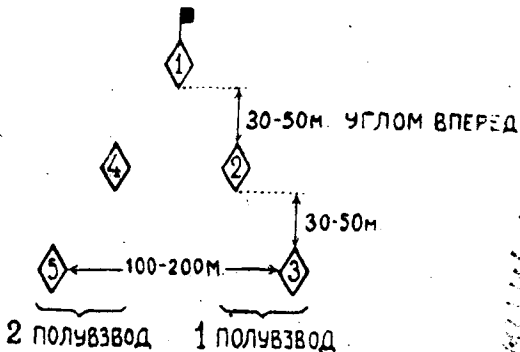 1
30-50м. УГЛОМ ВПЕРЕД
4 2
30-50м.
5 100-200м. 3
2 ПОЛУВЗВОД 1 ПОЛУВЗВОД